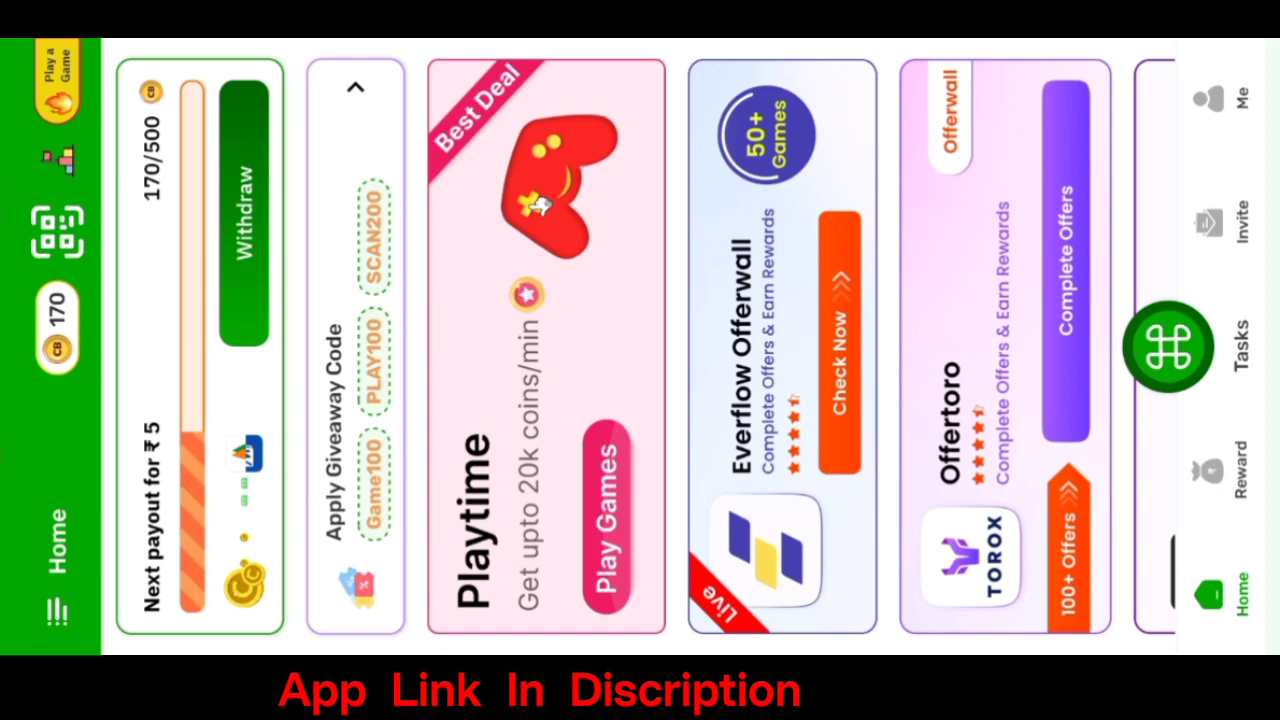 Home
170
Play a
Game
Next payout for ₹ 5
170/500
Withdraw
Apply Giveaway Code
Game100
PLAY100
SCAN200
Best Deal
Playtime
Get upto 20k coins/min
Play Games
Live
Everflow Offerwall
Complete Offers & Earn Rewards
50+
Games
Check Now
Offerwall
TOROX
Offertoro
Complete Offers & Earn Rewards
100+ Offers
Complete Offers
Home
Reward
Tasks
Invite
Me
App Link In Discription